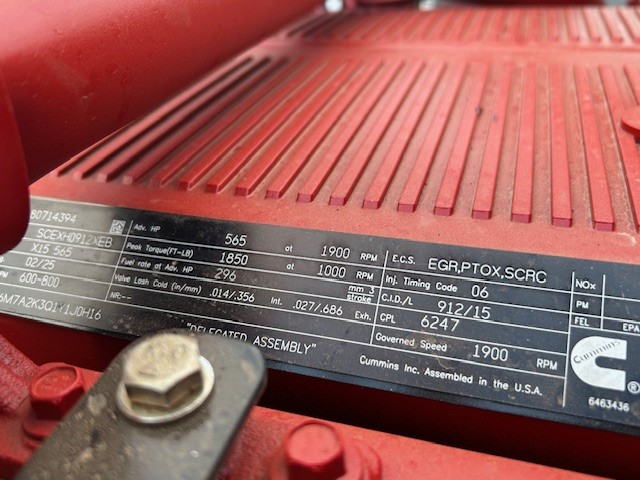 80714394
SCEXH0912XEB
X15 565
02/25
PM 600-800
Adv. HP 565 at 1900 RPM
Peak Torque(FT-LB) 1850 at 1000 RPM
Fuel rate at Adv. HP 296 mm 3 stroke
Valve Lash Cold (in/mm) .014/.356 Int. .027/.686 Exh.
NR:--
"DELEGATED ASSEMBLY"
E.C.S. EGR,PTOX,SCRC
Inj. Timing Code 06
C.I.D/L 912/15
CPL 6247
Governed Speed 1900 RPM
Cummins Inc. Assembled in the U.S.A.
NOx
PM
FEL EPA
Cummins ®
6463436